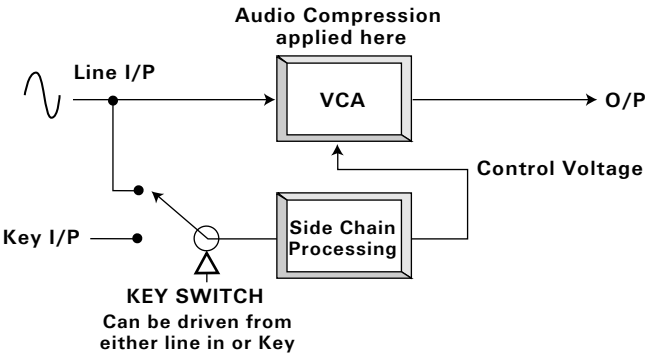 Audio Compression
applied here
Line I/P
VCA
O/P
Control Voltage
Key I/P
Side Chain
Processing
KEY SWITCH
Can be driven from
either line in or Key